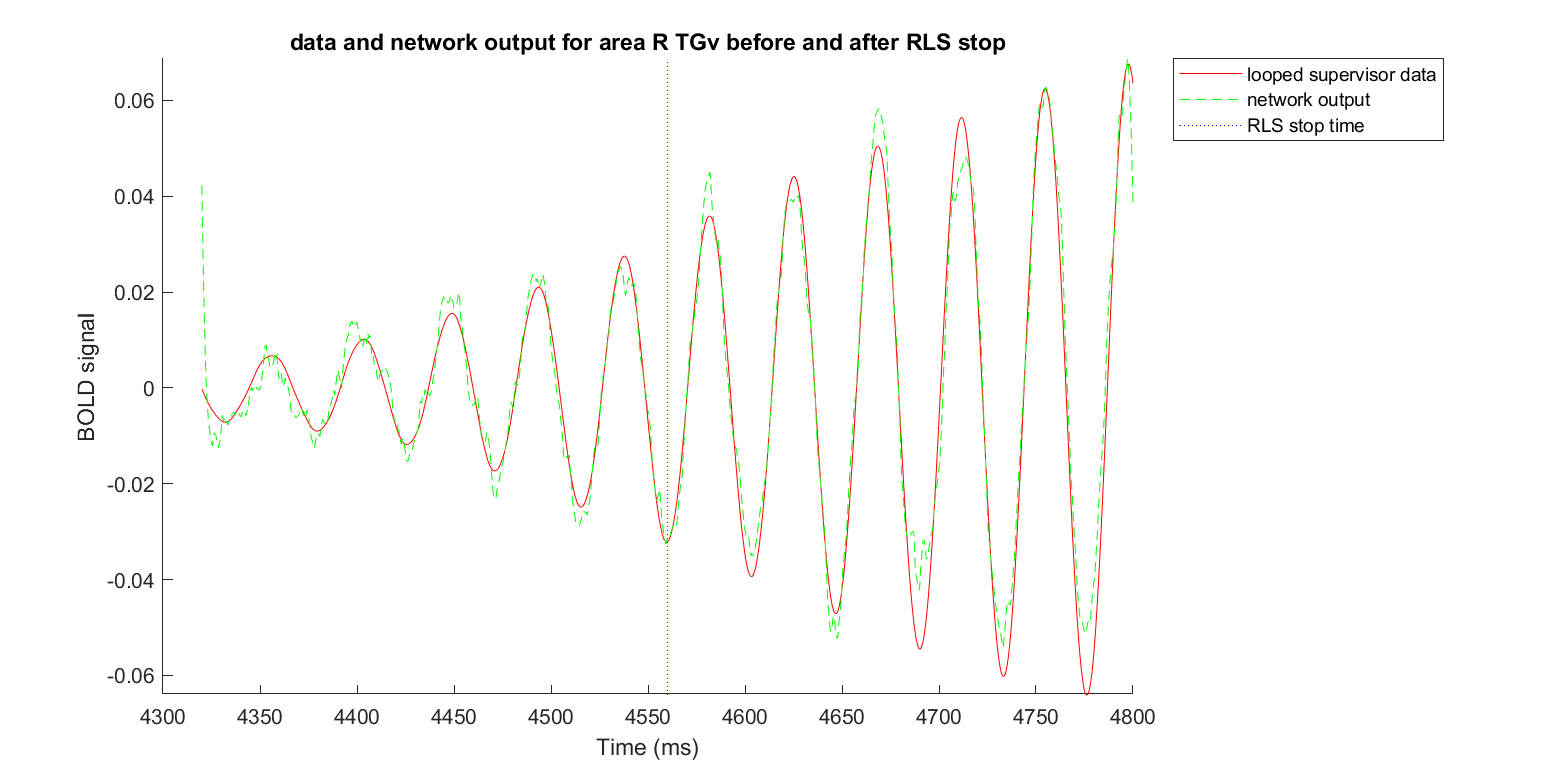 data and network output for area R TGv before and after RLS stop
looped supervisor data
network output
RLS stop time
BOLD signal
0.06
0.04
0.02
0
-0.02
-0.04
-0.06
4300 4350 4400 4450 4500 4550 4600 4650 4700 4750 4800
Time (ms)